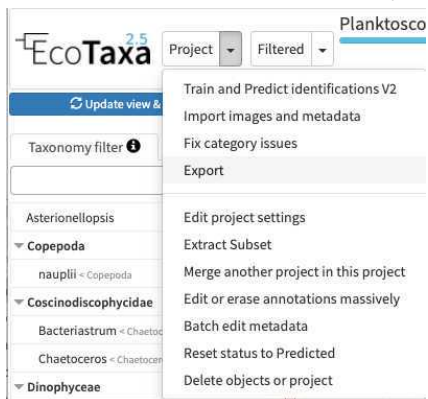 Planktosco
EcoTaxa 2.5
Project
Filtered
Update view &
Train and Predict identifications V2
Import images and metadata
Taxonomy filter
Fix category issues
Export
Asterionellopsis
Edit project settings
Copepoda
Extract Subset
nauplii < Copepoda
Merge another project in this project
Coscinodiscophycidae
Edit or erase annotations massively
Bacteriastrum < Chaetoc
Batch edit metadata
Chaetoceros < Chaetocer
Reset status to Predicted
Dinophyceae
Delete objects or project